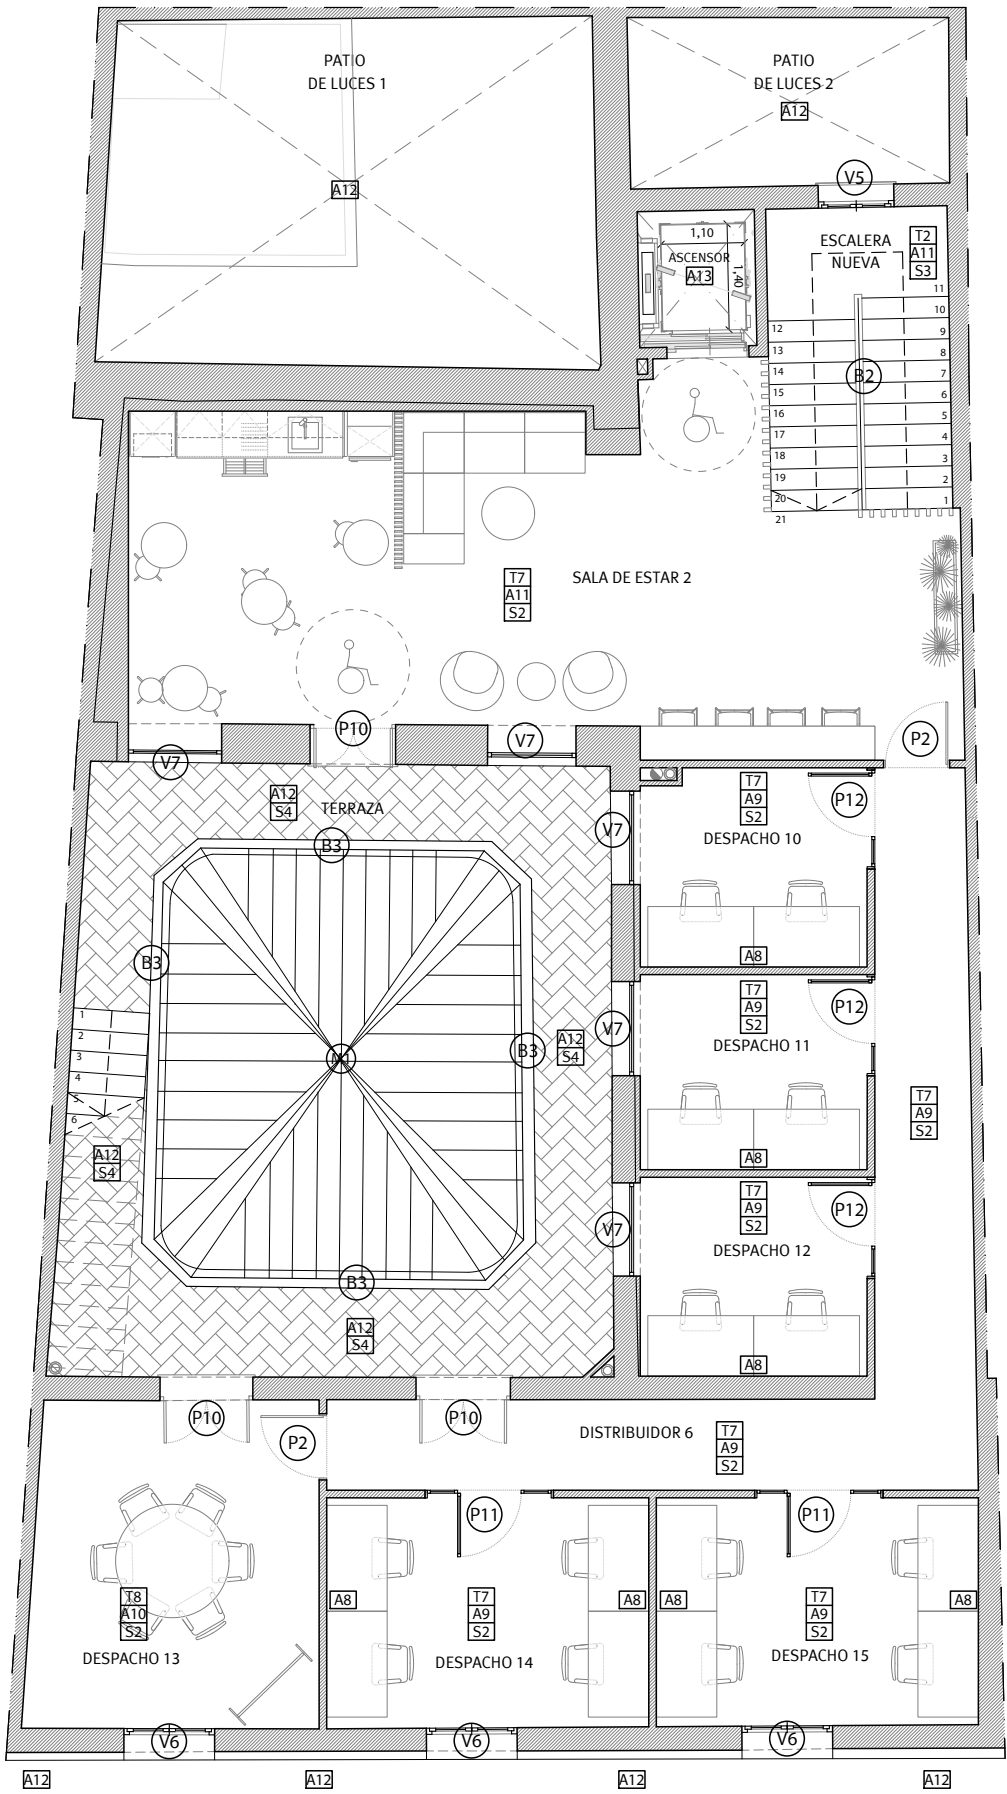 PATIO
DE LUCES 1
A12
PATIO
DE LUCES 2
A12
V5
1,10
ASCENSOR
A13
1,40
ESCALERA
NUEVA
T2
A11
S3
11
10
9
8
7
6
5
4
3
2
1
12
13
14
15
16
17
18
19
20
21
B2
T7
A11
S2
SALA DE ESTAR 2
V7
P10
V7
P2
A12
S4
TERRAZA
B3
V7
T7
A9
S2
P12
DESPACHO 10
A8
B3
1
2
3
4
5
6
M1
B3
A12
S4
V7
T7
A9
S2
P12
DESPACHO 11
A8
T7
A9
S2
A12
S4
V7
T7
A9
S2
P12
DESPACHO 12
A8
B3
A12
S4
P10
P2
P10
DISTRIBUIDOR 6
T7
A9
S2
P11
P11
T8
A10
S2
DESPACHO 13
A8
T7
A9
S2
A8
DESPACHO 14
A8
T7
A9
S2
A8
DESPACHO 15
V6
V6
V6
A12
A12
A12
A12